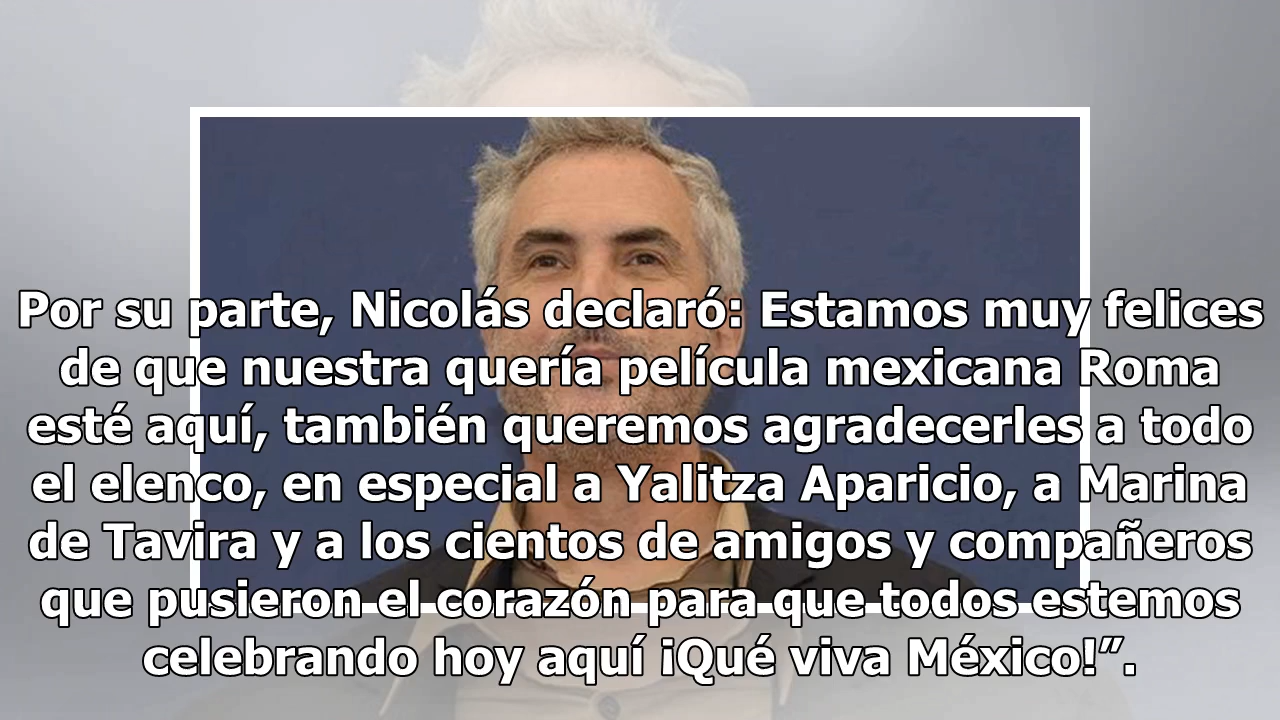 Por su parte, Nicolás declaró: Estamos muy felices
de que nuestra quería película mexicana Roma
esté aquí, también queremos agradecerles a todo
el elenco, en especial a Yalitza Aparicio, a Marina
de Tavira y a los cientos de amigos y compañeros
que pusieron el corazón para que todos estemos
celebrando hoy aquí ¡Qué viva México!”.